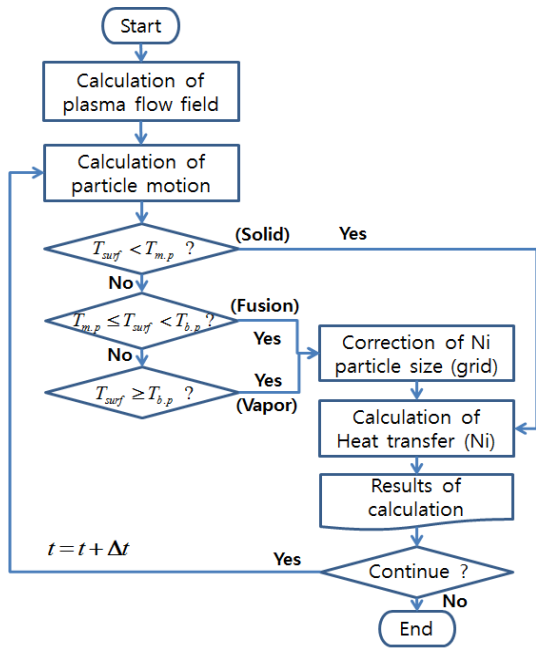 Start
Calculation of
plasma flow field
Calculation of
particle motion
T_surf < T_m.p ?
(Solid)
Yes
No
T_m.p ≤ T_surf < T_b.p ?
(Fusion)
Yes
No
T_surf ≥ T_b.p ?
Yes
(Vapor)
Correction of Ni
particle size (grid)
Calculation of
Heat transfer (Ni)
Results of
calculation
Continue ?
Yes
t = t + Δt
No
End